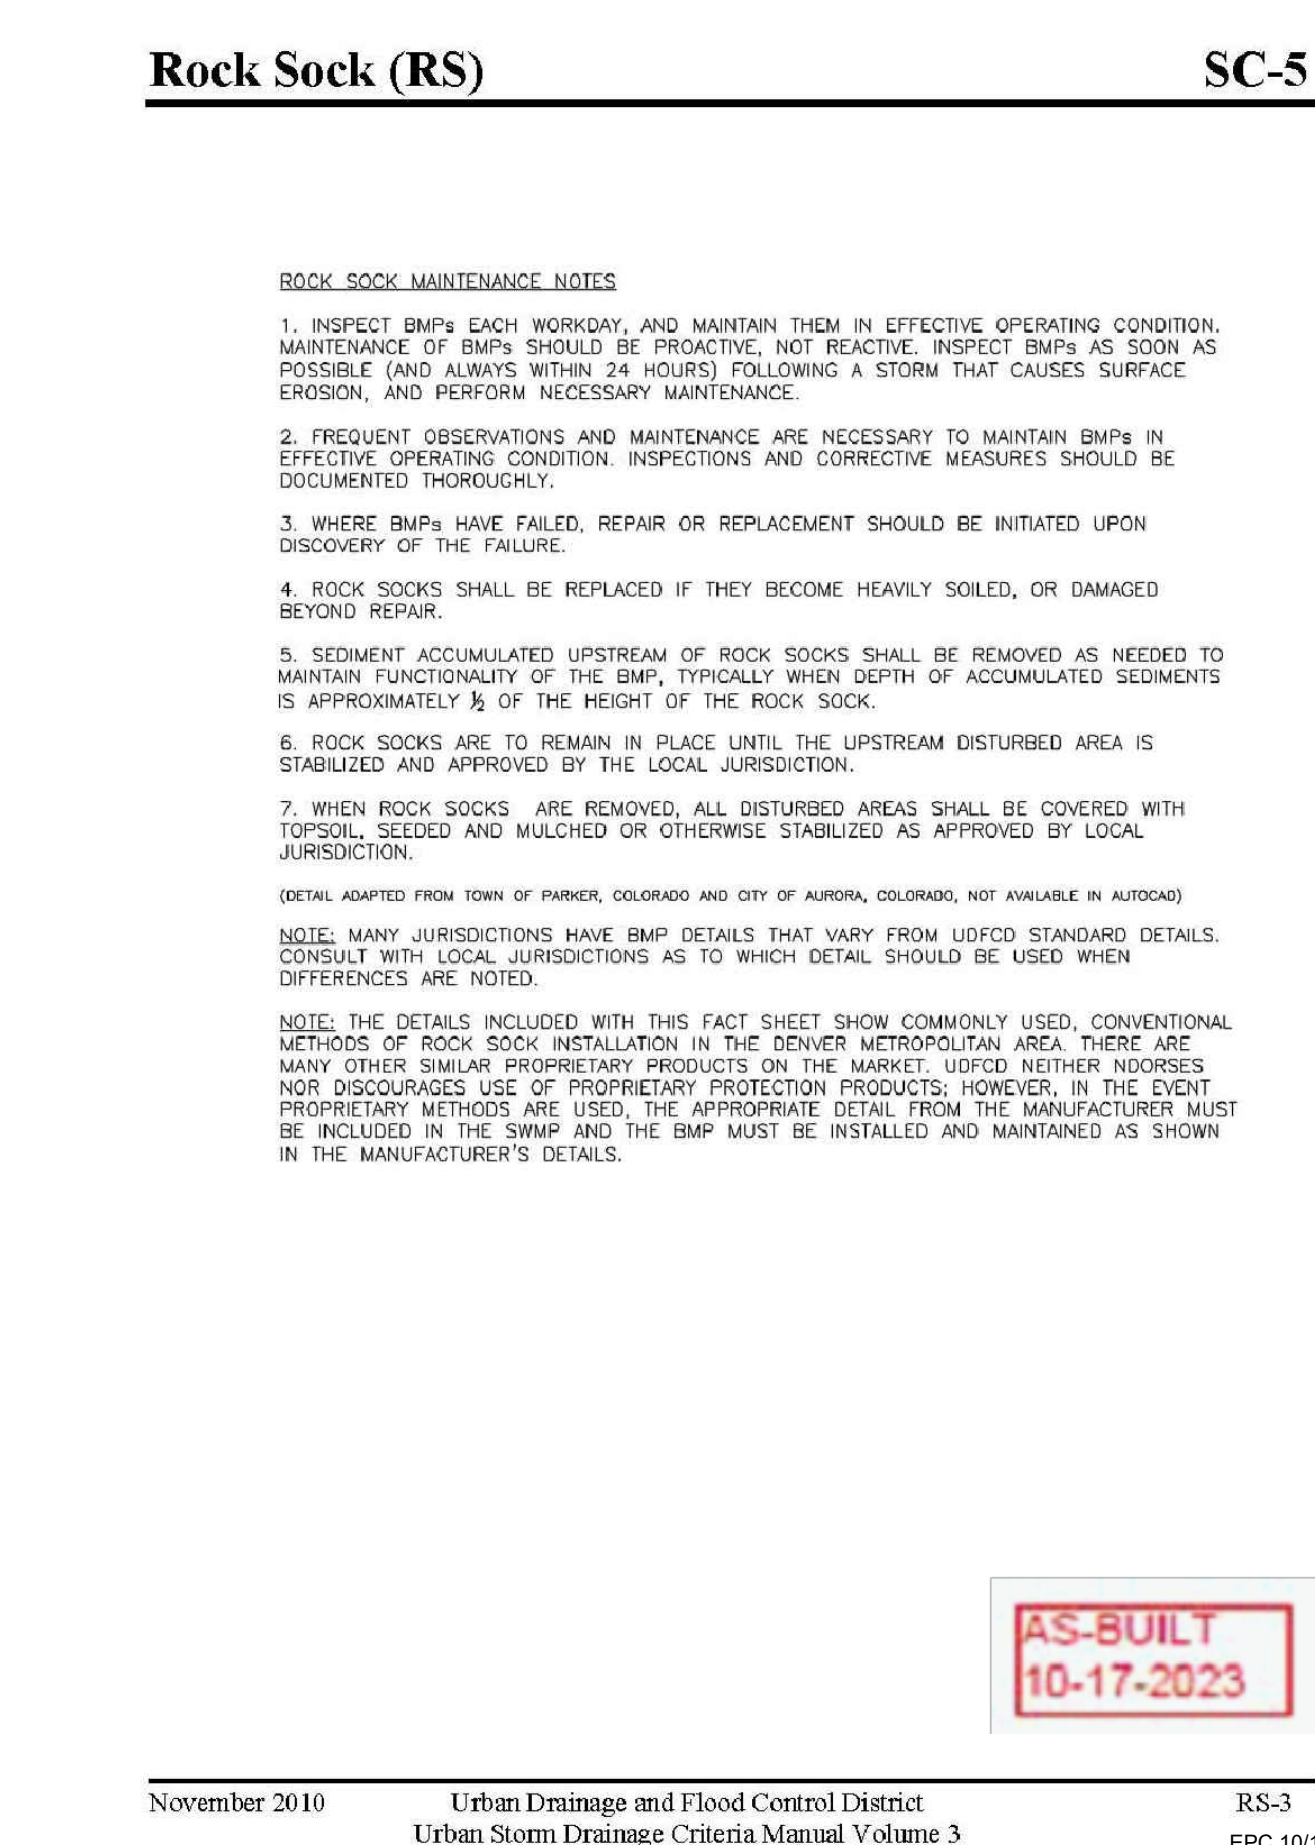 Rock Sock (RS) SC-5
ROCK SOCK MAINTENANCE NOTES
1. INSPECT BMPs EACH WORKDAY, AND MAINTAIN THEM IN EFFECTIVE OPERATING CONDITION.
MAINTENANCE OF BMPs SHOULD BE PROACTIVE, NOT REACTIVE. INSPECT BMPs AS SOON AS
POSSIBLE (AND ALWAYS WITHIN 24 HOURS) FOLLOWING A STORM THAT CAUSES SURFACE
EROSION, AND PERFORM NECESSARY MAINTENANCE.
2. FREQUENT OBSERVATIONS AND MAINTENANCE ARE NECESSARY TO MAINTAIN BMPs IN
EFFECTIVE OPERATING CONDITION. INSPECTIONS AND CORRECTIVE MEASURES SHOULD BE
DOCUMENTED THOROUGHLY.
3. WHERE BMPs HAVE FAILED, REPAIR OR REPLACEMENT SHOULD BE INITIATED UPON
DISCOVERY OF THE FAILURE.
4. ROCK SOCKS SHALL BE REPLACED IF THEY BECOME HEAVILY SOILED, OR DAMAGED
BEYOND REPAIR.
5. SEDIMENT ACCUMULATED UPSTREAM OF ROCK SOCKS SHALL BE REMOVED AS NEEDED TO
MAINTAIN FUNCTIONALITY OF THE BMP, TYPICALLY WHEN DEPTH OF ACCUMULATED SEDIMENTS
IS APPROXIMATELY ½ OF THE HEIGHT OF THE ROCK SOCK.
6. ROCK SOCKS ARE TO REMAIN IN PLACE UNTIL THE UPSTREAM DISTURBED AREA IS
STABILIZED AND APPROVED BY THE LOCAL JURISDICTION.
7. WHEN ROCK SOCKS ARE REMOVED, ALL DISTURBED AREAS SHALL BE COVERED WITH
TOPSOIL, SEEDED AND MULCHED OR OTHERWISE STABILIZED AS APPROVED BY LOCAL
JURISDICTION.
(DETAIL ADAPTED FROM TOWN OF PARKER, COLORADO AND CITY OF AURORA, COLORADO, NOT AVAILABLE IN AUTOCAD)
NOTE: MANY JURISDICTIONS HAVE BMP DETAILS THAT VARY FROM UDFCD STANDARD DETAILS.
CONSULT WITH LOCAL JURISDICTIONS AS TO WHICH DETAIL SHOULD BE USED WHEN
DIFFERENCES ARE NOTED.
NOTE: THE DETAILS INCLUDED WITH THIS FACT SHEET SHOW COMMONLY USED, CONVENTIONAL
METHODS OF ROCK SOCK INSTALLATION IN THE DENVER METROPOLITAN AREA. THERE ARE
MANY OTHER SIMILAR PROPRIETARY PRODUCTS ON THE MARKET. UDFCD NEITHER NDORSES
NOR DISCOURAGES USE OF PROPRIETARY PROTECTION PRODUCTS; HOWEVER, IN THE EVENT
PROPRIETARY METHODS ARE USED, THE APPROPRIATE DETAIL FROM THE MANUFACTURER MUST
BE INCLUDED IN THE SWMP AND THE BMP MUST BE INSTALLED AND MAINTAINED AS SHOWN
IN THE MANUFACTURER'S DETAILS.
AS-BUILT
10-17-2023
November 2010 Urban Drainage and Flood Control District RS-3
Urban Storm Drainage Criteria Manual Volume 3